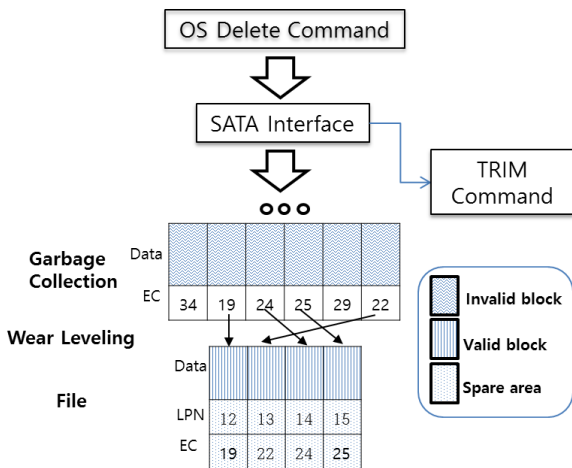 OS Delete Command
SATA Interface
TRIM
Command
Garbage
Collection
Data
EC
34 19 24 25 29 22
Wear Leveling
File
Data
LPN
12 13 14 15
EC
19 22 24 25
Invalid block
Valid block
Spare area